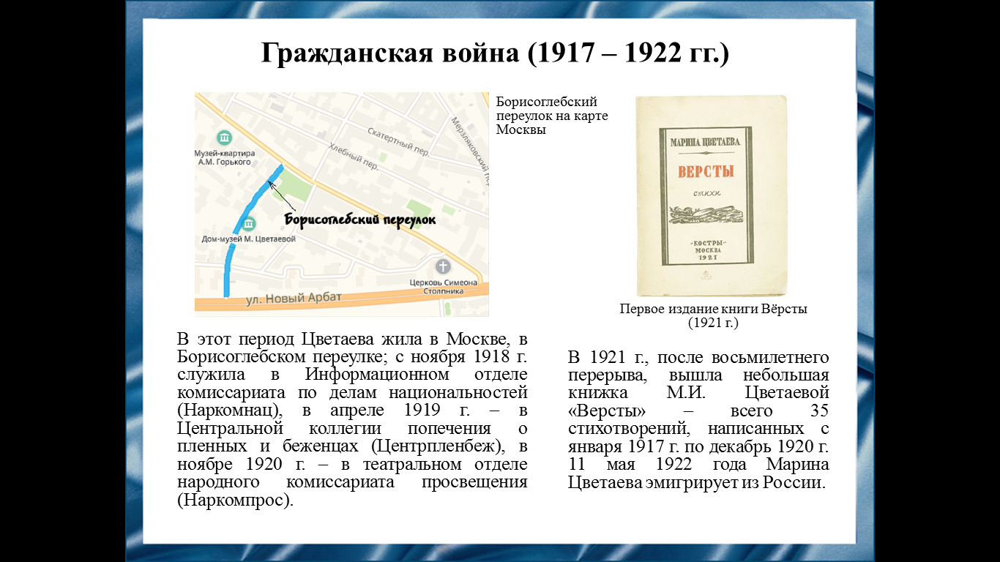 Гражданская война (1917 – 1922 гг.)
Борисоглебский
переулок на карте
Москвы
Музей-квартира
А.М. Горького
Скатертный пер.
Хлебный пер.
Мерзляковский пер.
Борисоглебский переулок
Дом-музей М. Цветаевой
Церковь Симеона
Столпника
ул. Новый Арбат
МАРИНА ЦВЕТАЕВА
ВЕРСТЫ
СТИХИ
"КОСТРЫ"
МОСКВА
1921
Первое издание книги Вёрсты
(1921 г.)
В этот период Цветаева жила в Москве, в
Борисоглебском переулке; с ноября 1918 г.
служила в Информационном отделе
комиссариата по делам национальностей
(Наркомнац), в апреле 1919 г. – в
Центральной коллегии попечения о
пленных и беженцах (Центрпленбеж), в
ноябре 1920 г. – в театральном отделе
народного комиссариата просвещения
(Наркомпрос).
В 1921 г., после восьмилетнего
перерыва, вышла небольшая
книжка М.И. Цветаевой
«Версты» – всего 35
стихотворений, написанных с
января 1917 г. по декабрь 1920 г.
11 мая 1922 года Марина
Цветаева эмигрирует из России.